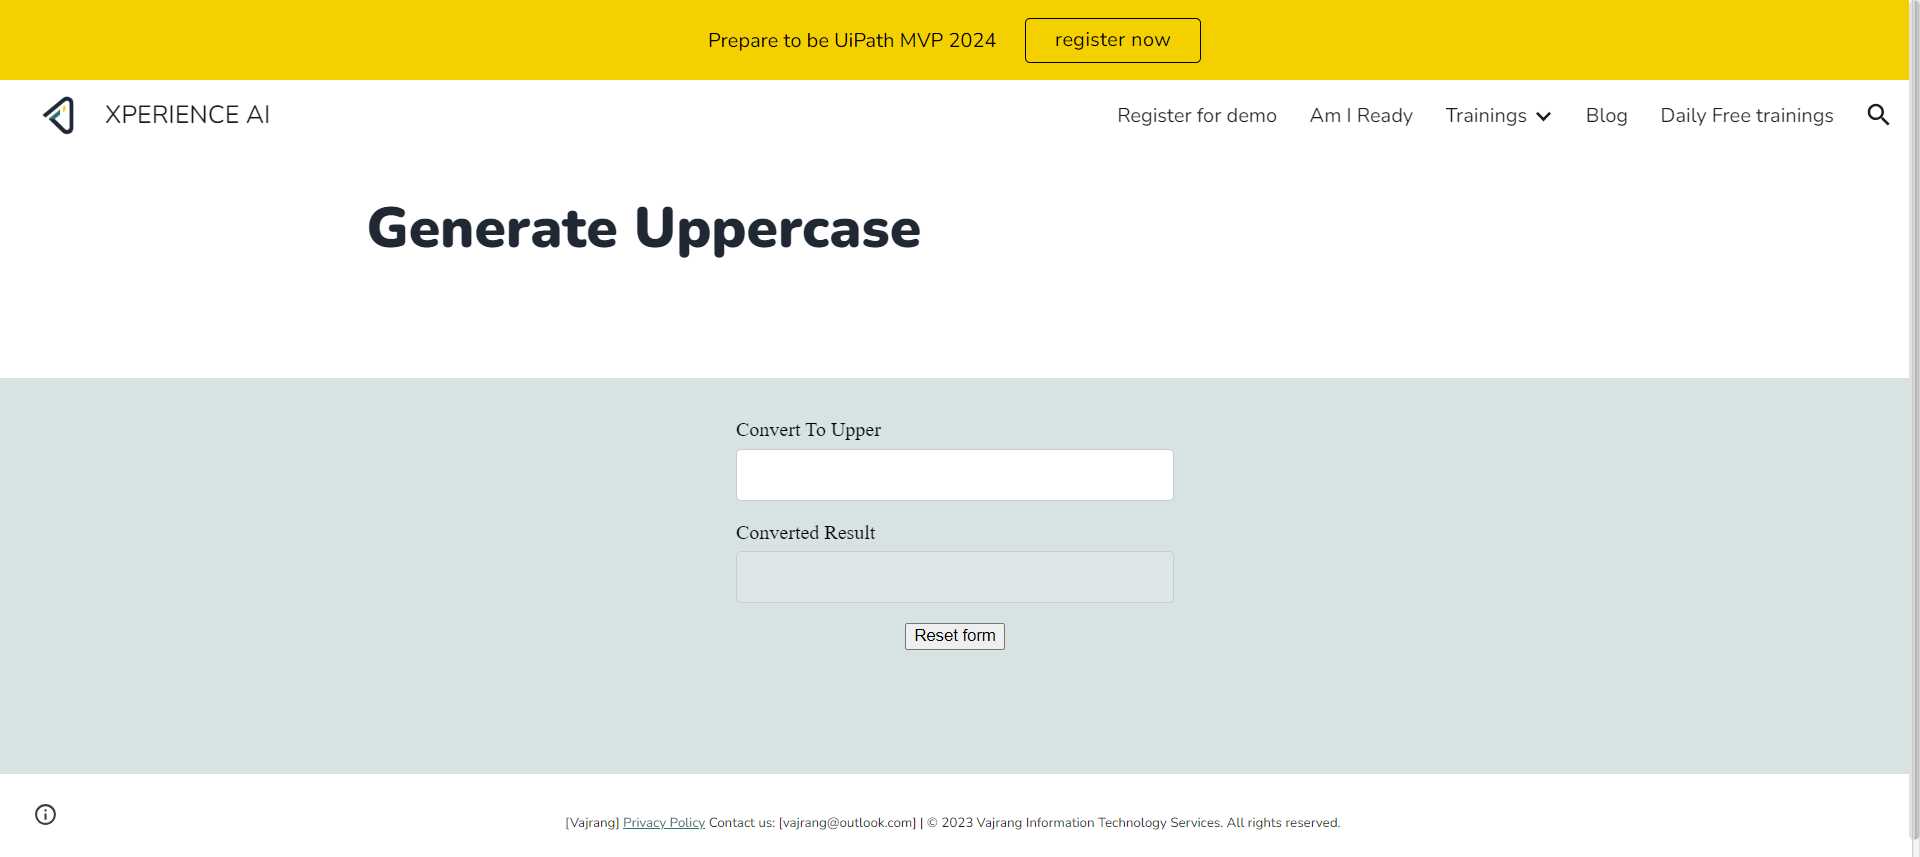 Prepare to be UiPath MVP 2024 register now
XPERIENCE AI Register for demo Am I Ready Trainings Blog Daily Free trainings
Generate Uppercase
Convert To Upper
Converted Result
Reset form
[Vajrang] Privacy Policy Contact us: [vajrang@outlook.com] | © 2023 Vajrang Information Technology Services. All rights reserved.